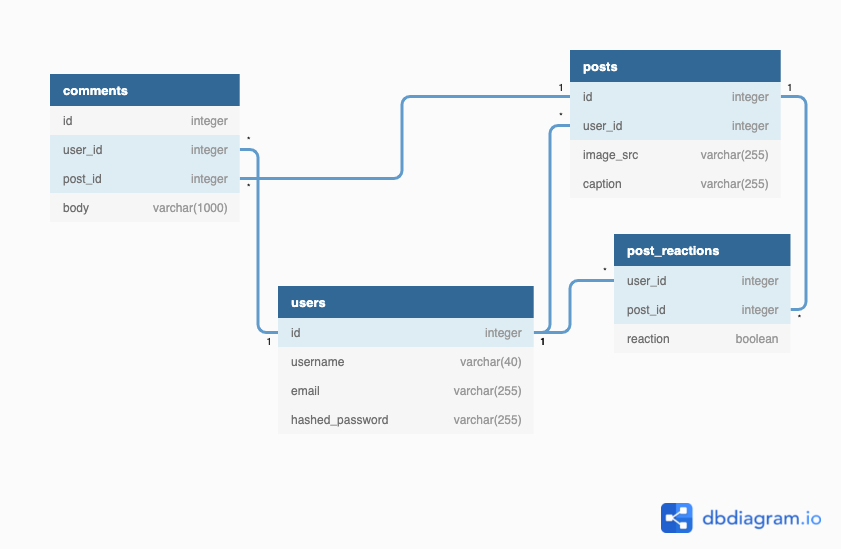 comments
id integer
user_id integer
*
post_id integer
*
body varchar(1000)
posts
1
id integer
1
*
user_id integer
image_src varchar(255)
caption varchar(255)
post_reactions
*
user_id integer
post_id integer
*
reaction boolean
users
id integer
1
1
username varchar(40)
email varchar(255)
hashed_password varchar(255)
dbdiagram.io